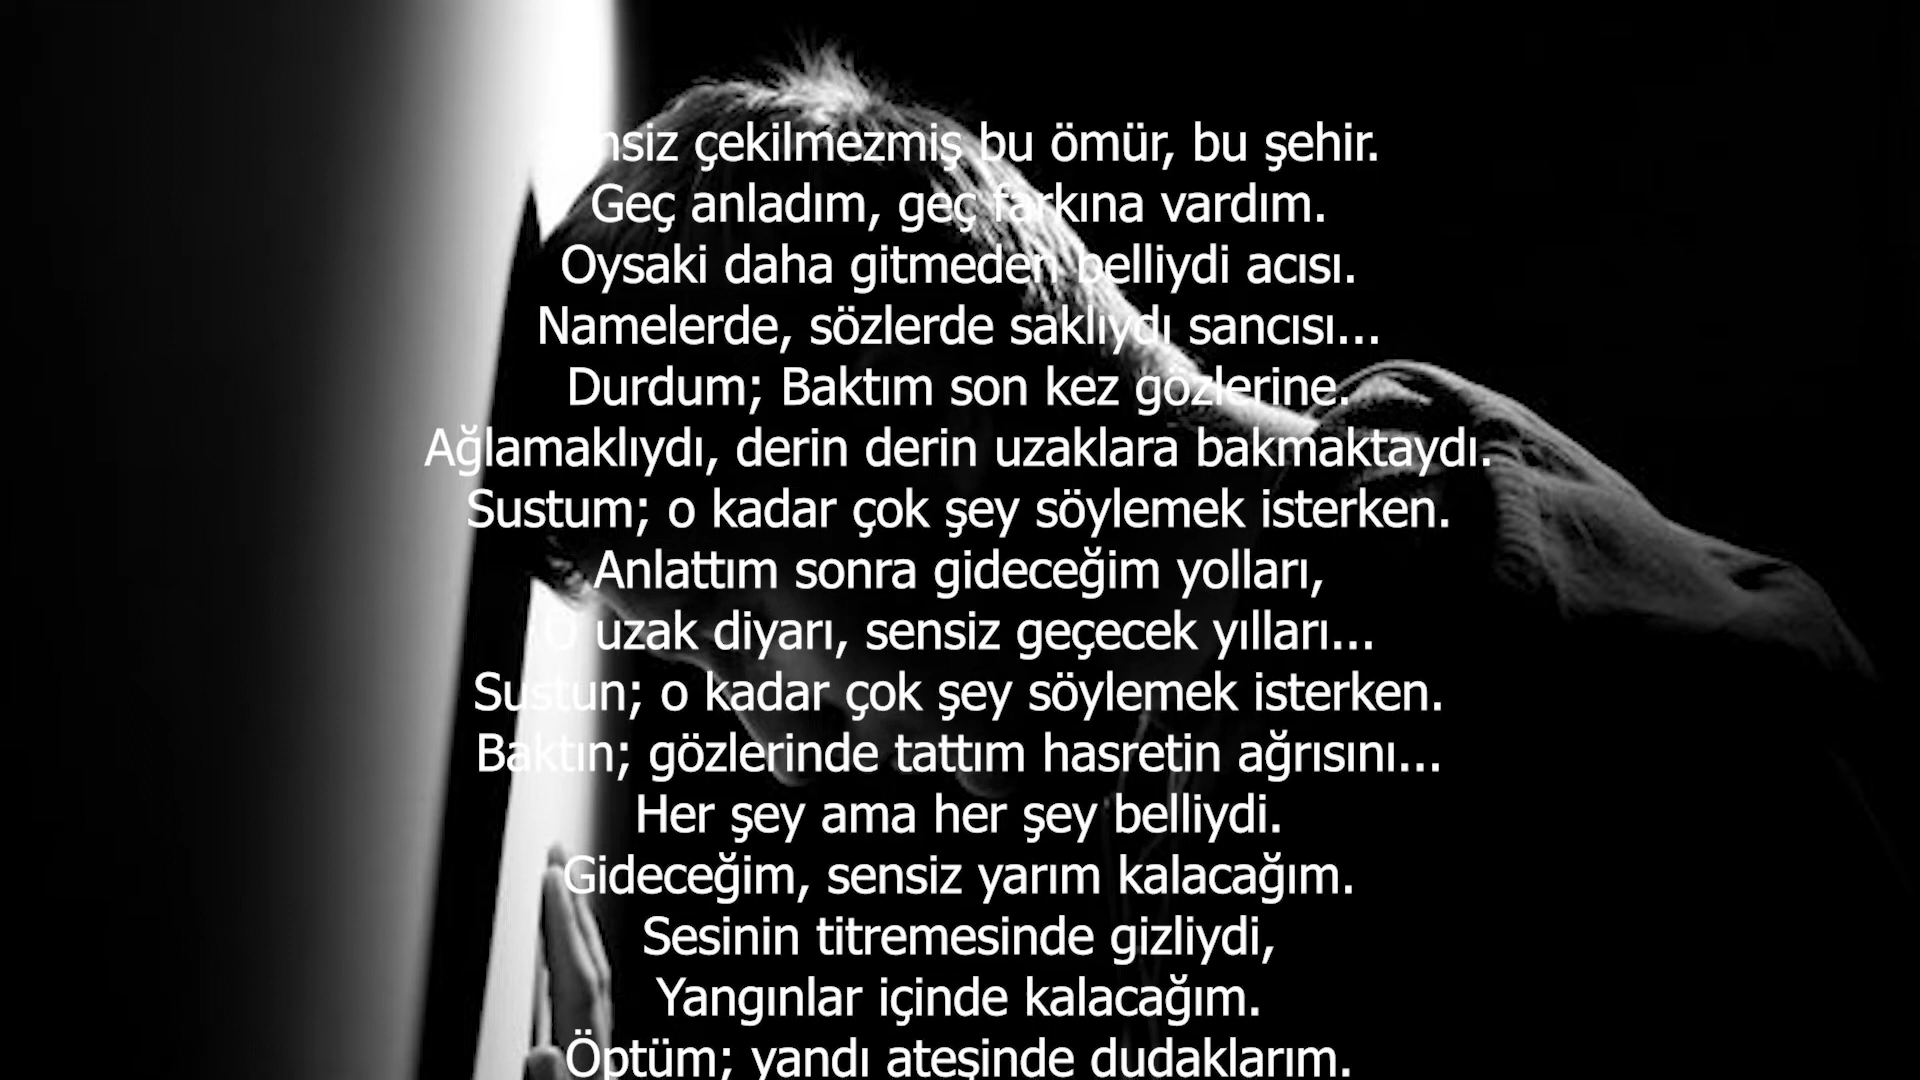 Sensiz çekilmezmiş bu ömür, bu şehir.
Geç anladım, geç farkına vardım.
Oysaki daha gitmeden belliydi acısı.
Namelerde, sözlerde saklıydı sancısı...
Durdum; Baktım son kez gözlerine.
Ağlamaklıydı, derin derin uzaklara bakmaktaydı.
Sustum; o kadar çok şey söylemek isterken.
Anlattım sonra gideceğim yolları,
O uzak diyarı, sensiz geçecek yılları...
Sustun; o kadar çok şey söylemek isterken.
Baktın; gözlerinde tattım hasretin ağrısını...
Her şey ama her şey belliydi.
Gideceğim, sensiz yarım kalacağım.
Sesinin titremesinde gizliydi,
Yangınlar içinde kalacağım.
Öptüm; yandı ateşinde dudaklarım.